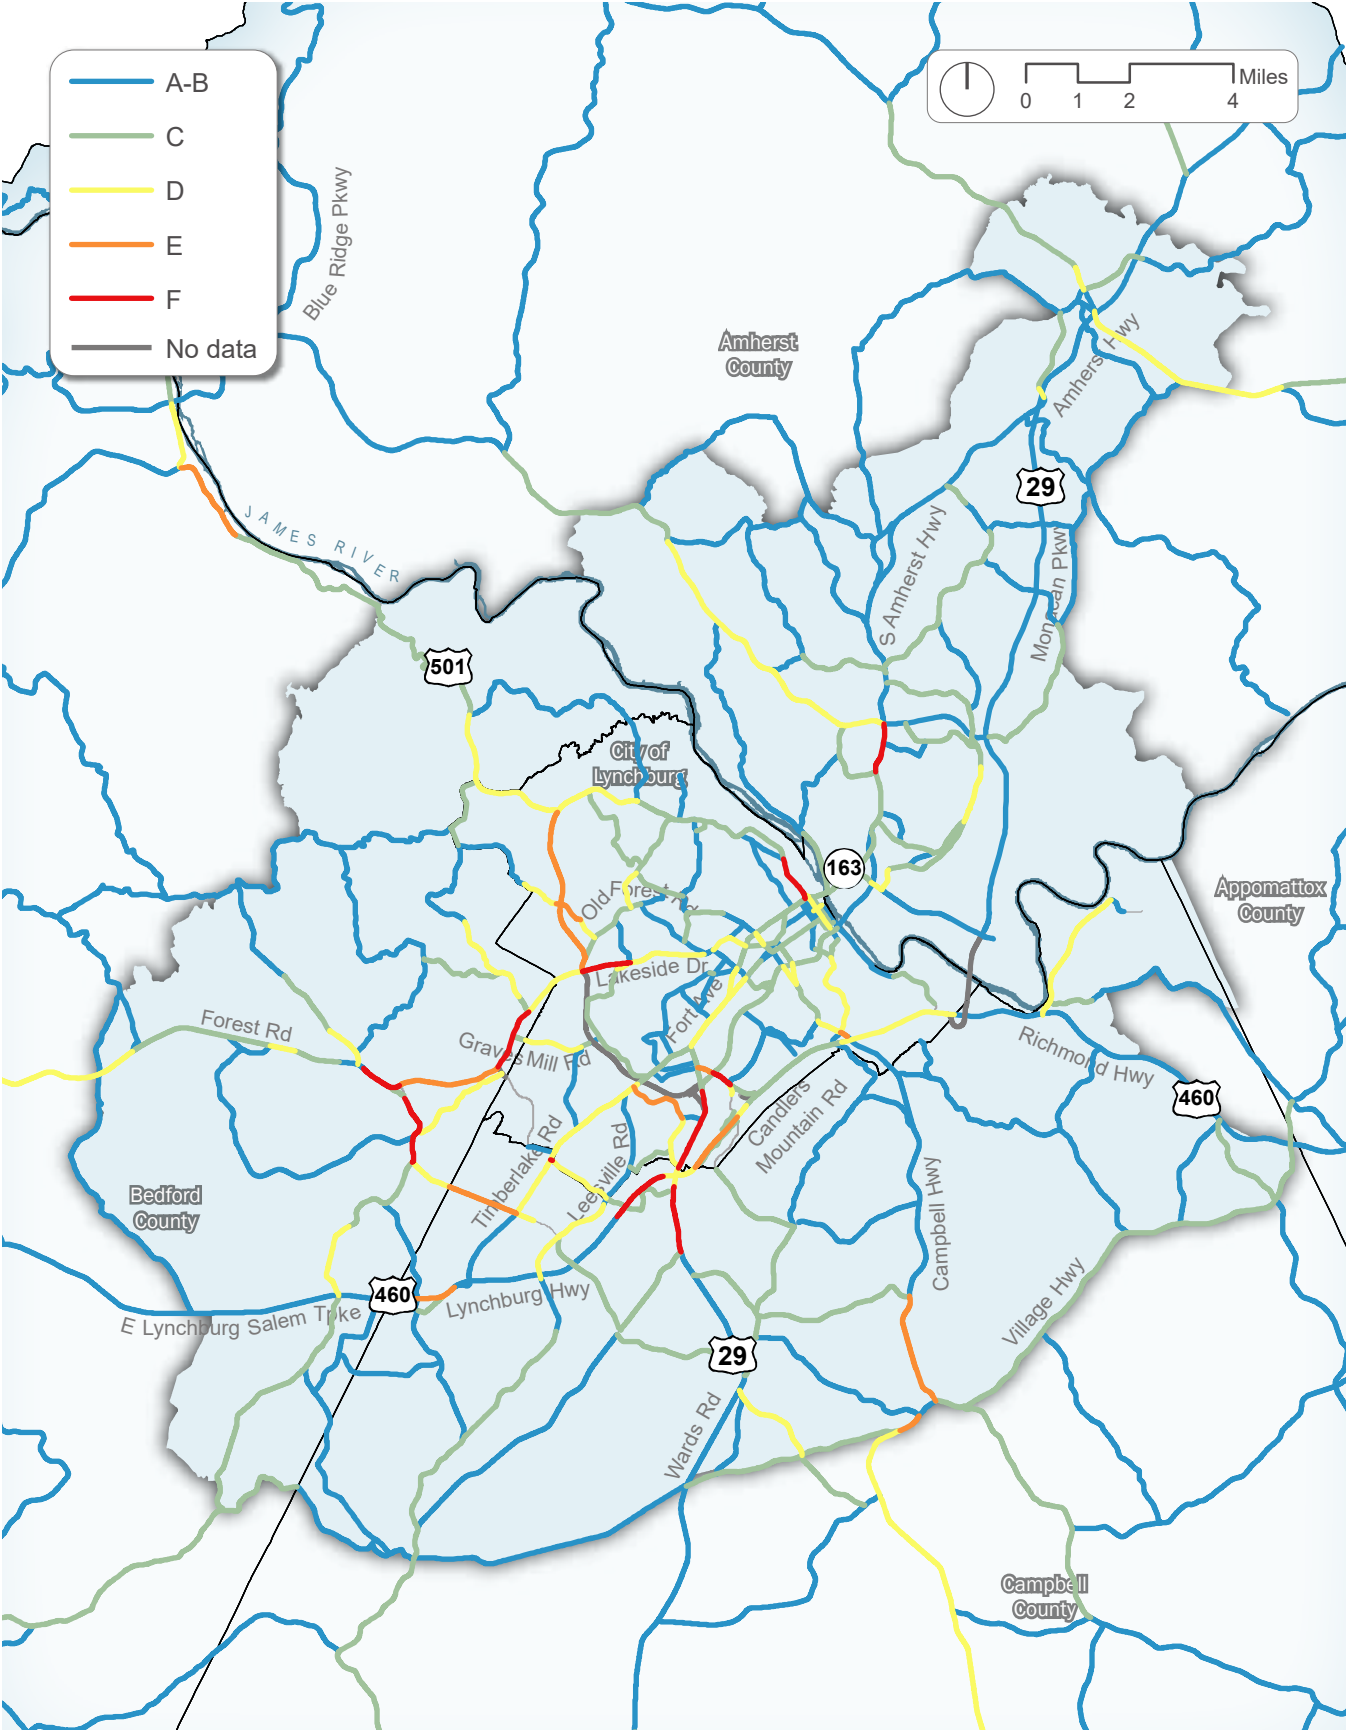 A-B
C
D
E
F
No data
Miles
0 1 2 4
Blue Ridge Pkwy
Amherst
County
Amherst Hwy
29
JAMES RIVER
S Amherst Hwy
Monacan Pkwy
501
City of
Lynchburg
163
Appomattox
County
Old Forest Rd
Lakeside Dr
Fort Ave
Forest Rd
Graves Mill Rd
Richmond Hwy
460
Candlers
Mountain Rd
Timberlake Rd
Leesville Rd
Campbell Hwy
Bedford
County
460
E Lynchburg Salem Tpke
Lynchburg Hwy
Village Hwy
29
Wards Rd
Campbell
County